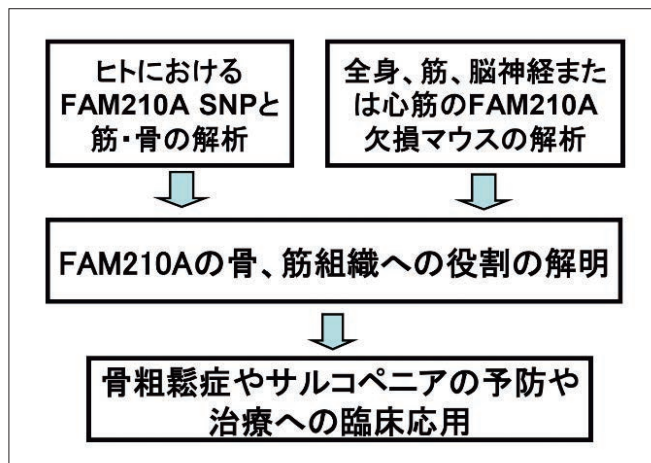 ヒトにおける
FAM210A SNPと
筋・骨の解析
全身、筋、脳神経また
は心筋のFAM210A
欠損マウスの解析
FAM210Aの骨、筋組織への役割の解明
骨粗鬆症やサルコペニアの予防や
治療への臨床応用